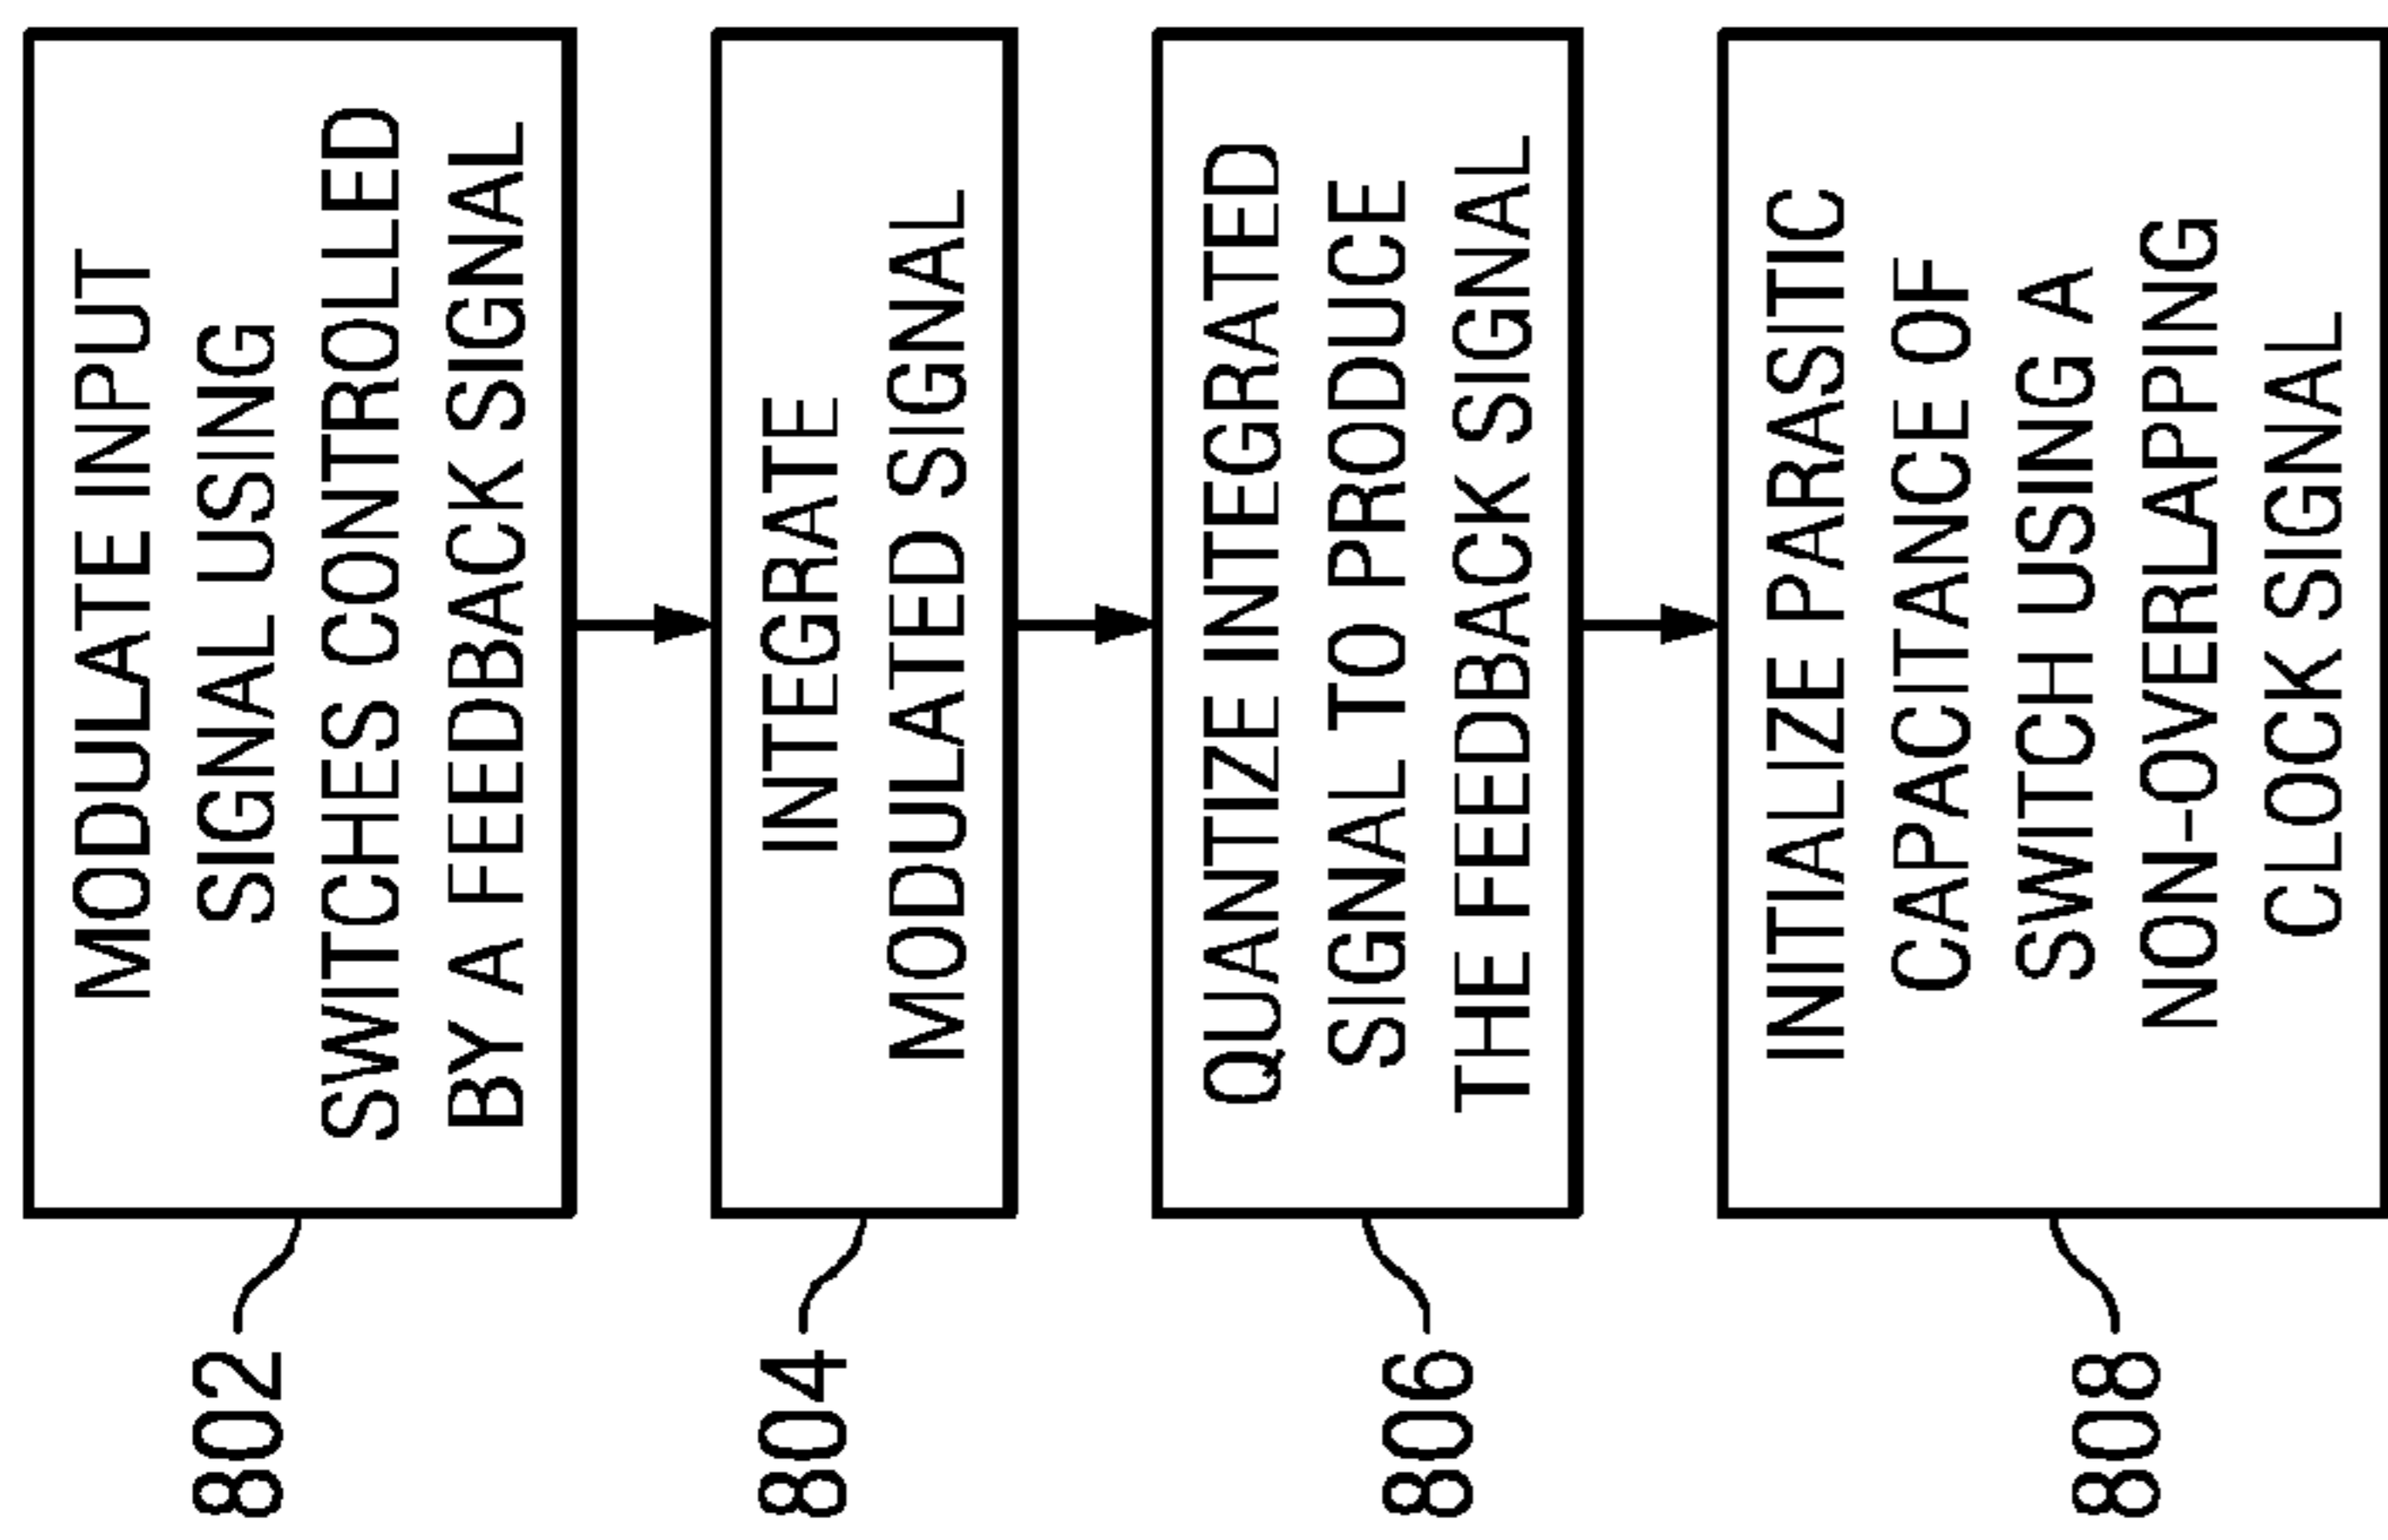 802
MODULATE INPUT
SIGNAL USING
SWITCHES CONTROLLED
BY A FEEDBACK SIGNAL
804
INTEGRATE
MODULATED SIGNAL
806
QUANTIZE INTEGRATED
SIGNAL TO PRODUCE
THE FEEDBACK SIGNAL
808
INITIALIZE PARASITIC
CAPACITANCE OF
SWITCH USING A
NON-OVERLAPPING
CLOCK SIGNAL